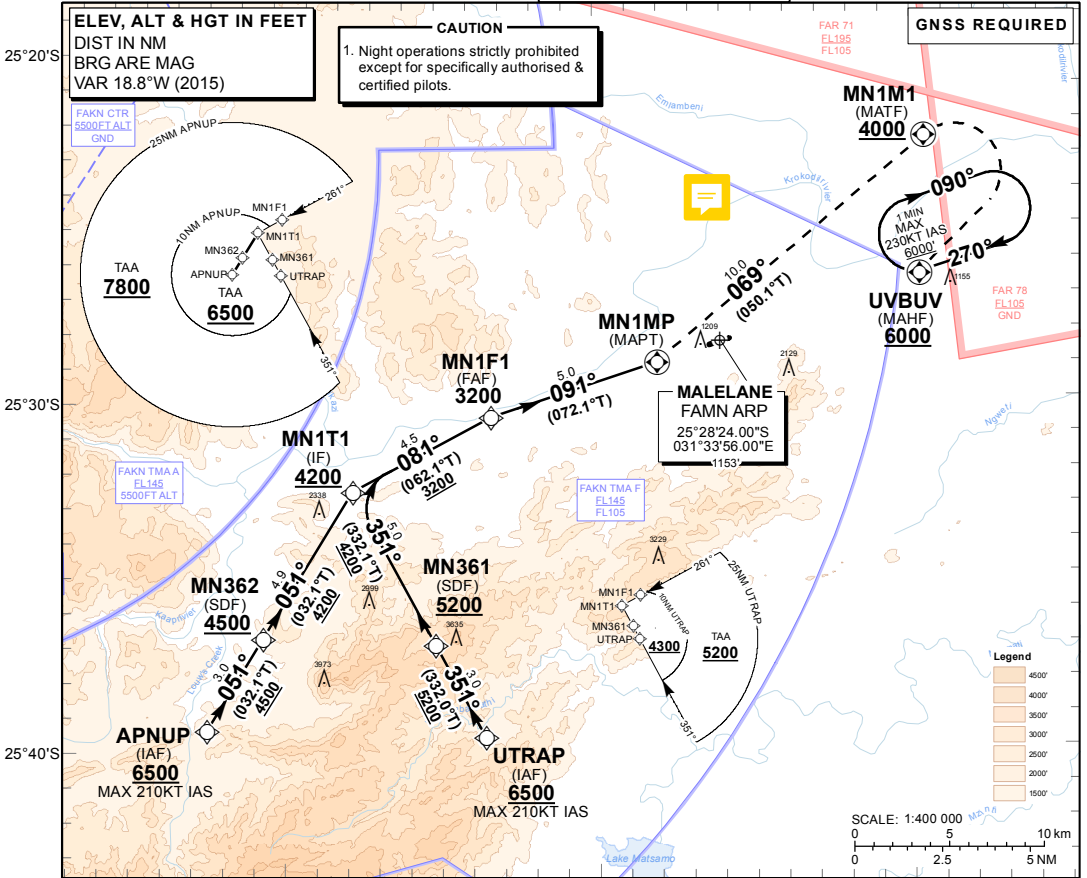 ELEV, ALT & HGT IN FEET
DIST IN NM
BRG ARE MAG
VAR 18.8°W (2015)
CAUTION
1. Night operations strictly prohibited
except for specifically authorised &
certified pilots.
GNSS REQUIRED
FAR 71
FL195
FL105
25°20'S
25°30'S
25°40'S
FAKN CTR
5500FT ALT
GND
25NM APNUP
10NM APNUP
261°
MN1F1
MN1T1
MN362
MN361
APNUP
UTRAP
TAA
7800
TAA
6500
351°
Krokodilrivier
MN1M1
(MATF)
4000
090°
1 MIN
MAX
230KT IAS
6000'
270°
1155
UVBUV
(MAHF)
6000
FAR 78
FL105
GND
10.0
069°
(050.1°T)
MN1MP
(MAPT)
1209
2129
MN1F1
(FAF)
3200
5.0
091°
(072.1°T)
MALELANE
FAMN ARP
25°28'24.00"S
031°33'56.00"E
1153'
MN1T1
(IF)
4200
4.5
081°
(062.1°T)
3200
FAKN TMA A
FL145
5500FT ALT
FAKN TMA F
FL145
FL105
2338
5.0
351°
(332.1°T)
4200
3229
2999
MN361
(SDF)
5200
3635
MN362
(SDF)
4500
4.9
051°
(032.1°T)
4200
Kaaprivier
Louws Creek
3973
3.0
051°
(032.1°T)
4500
3.0
351°
(332.0°T)
5200
APNUP
(IAF)
6500
MAX 210KT IAS
UTRAP
(IAF)
6500
MAX 210KT IAS
261°
25NM UTRAP
10NM UTRAP
MN1F1
MN1T1
MN361
UTRAP
4300
TAA
5200
351°
Legend
4500'
4000'
3500'
3000'
2500'
2000'
1500'
Lake Matsamo
SCALE: 1:400 000
0 5 10 km
0 2.5 5 NM